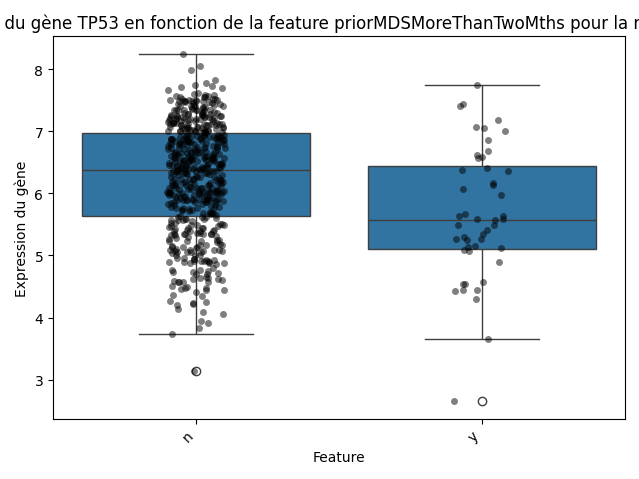 du gène TP53 en fonction de la feature priorMDSMoreThanTwoMths pour la
8
7
6
5
4
3
Expression du gène
n
y
Feature